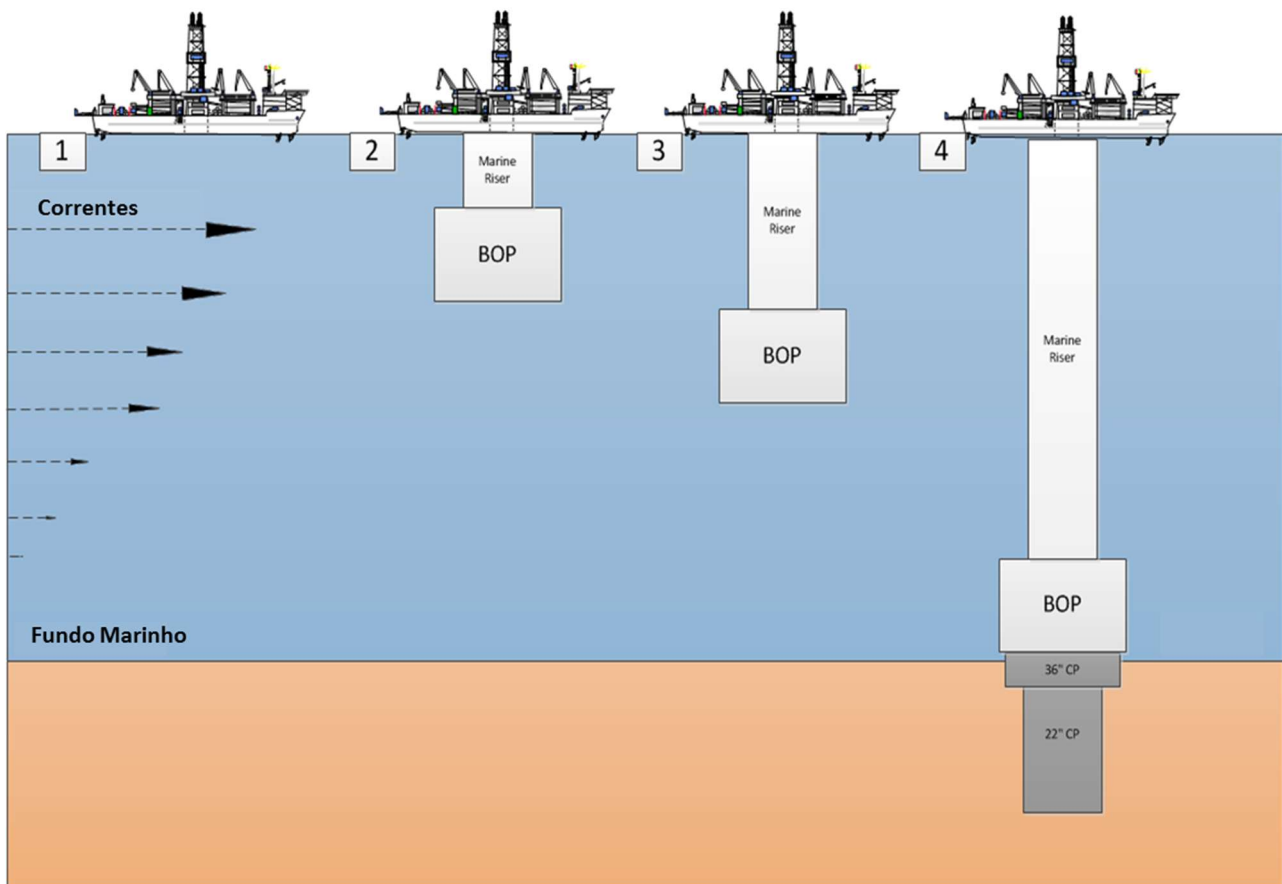 1
2
3
4
Correntes
Marine
Riser
BOP
Marine
Riser
BOP
Marine
Riser
BOP
Fundo Marinho
36" CP
22" CP